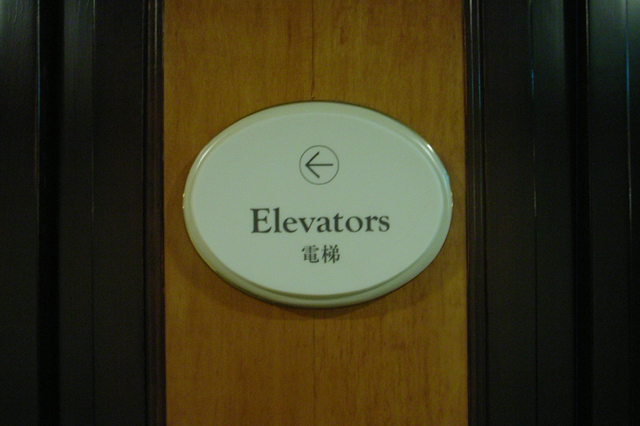 Elevators
電梯